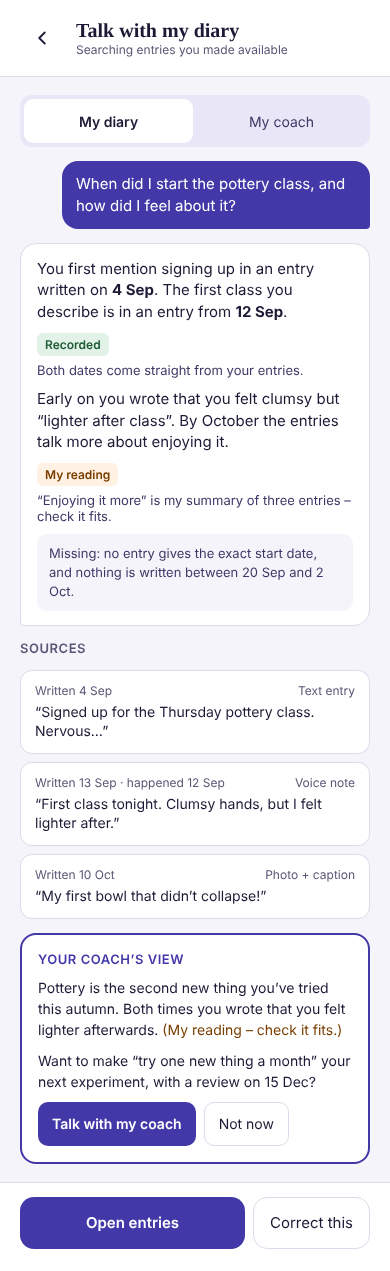 Talk with my diary
Searching entries you made available
My diary
My coach
When did I start the pottery class, and
how did I feel about it?
You first mention signing up in an entry
written on 4 Sep. The first class you
describe is in an entry from 12 Sep.
Recorded
Both dates come straight from your entries.
Early on you wrote that you felt clumsy but
“lighter after class”. By October the entries
talk more about enjoying it.
My reading
“Enjoying it more” is my summary of three entries –
check it fits.
Missing: no entry gives the exact start date,
and nothing is written between 20 Sep and 2
Oct.
SOURCES
Written 4 Sep
Text entry
“Signed up for the Thursday pottery class.
Nervous…”
Written 13 Sep · happened 12 Sep
Voice note
“First class tonight. Clumsy hands, but I felt
lighter after.”
Written 10 Oct
Photo + caption
“My first bowl that didn’t collapse!”
YOUR COACH’S VIEW
Pottery is the second new thing you’ve tried
this autumn. Both times you wrote that you felt
lighter afterwards. (My reading – check it fits.)
Want to make “try one new thing a month” your
next experiment, with a review on 15 Dec?
Talk with my coach
Not now
Open entries
Correct this